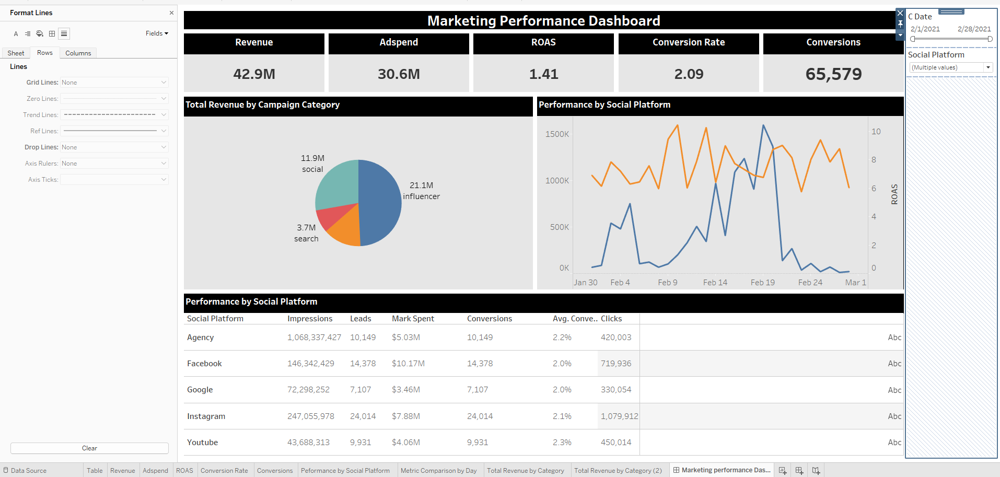 Format Lines
Fields
Sheet Rows Columns
Lines
Grid Lines: None
Zero Lines:
Trend Lines:
Ref Lines:
Drop Lines: None
Axis Rulers: None
Axis Ticks:
Clear
Marketing Performance Dashboard
Revenue Adspend ROAS Conversion Rate Conversions
42.9M 30.6M 1.41 2.09 65,579
Total Revenue by Campaign Category
11.9M
social
21.1M
influencer
3.7M
search
Performance by Social Platform
1500K
1000K
500K
0K
10
8
6
4
2
0
ROAS
Jan 30 Feb 4 Feb 9 Feb 14 Feb 19 Feb 24 Mar 1
Performance by Social Platform
Social Platform Impressions Leads Mark Spent Conversions Avg. Conve.. Clicks
Agency 1,068,337,427 10,149 $5.03M 10,149 2.2% 420,003 Abc
Facebook 146,342,429 14,378 $10.17M 14,378 2.0% 719,936 Abc
Google 72,298,252 7,107 $3.46M 7,107 2.0% 330,054 Abc
Instagram 247,055,978 24,014 $7.88M 24,014 2.1% 1,079,912 Abc
Youtube 43,688,313 9,931 $4.06M 9,931 2.3% 450,014 Abc
C Date
2/1/2021 2/28/2021
Social Platform
(Multiple values)
Data Source Table Revenue Adspend ROAS Conversion Rate Conversions Peformance by Social Platform Metric Comparison by Day Total Revenue by Category Total Revenue by Category (2) Marketing performance Das...